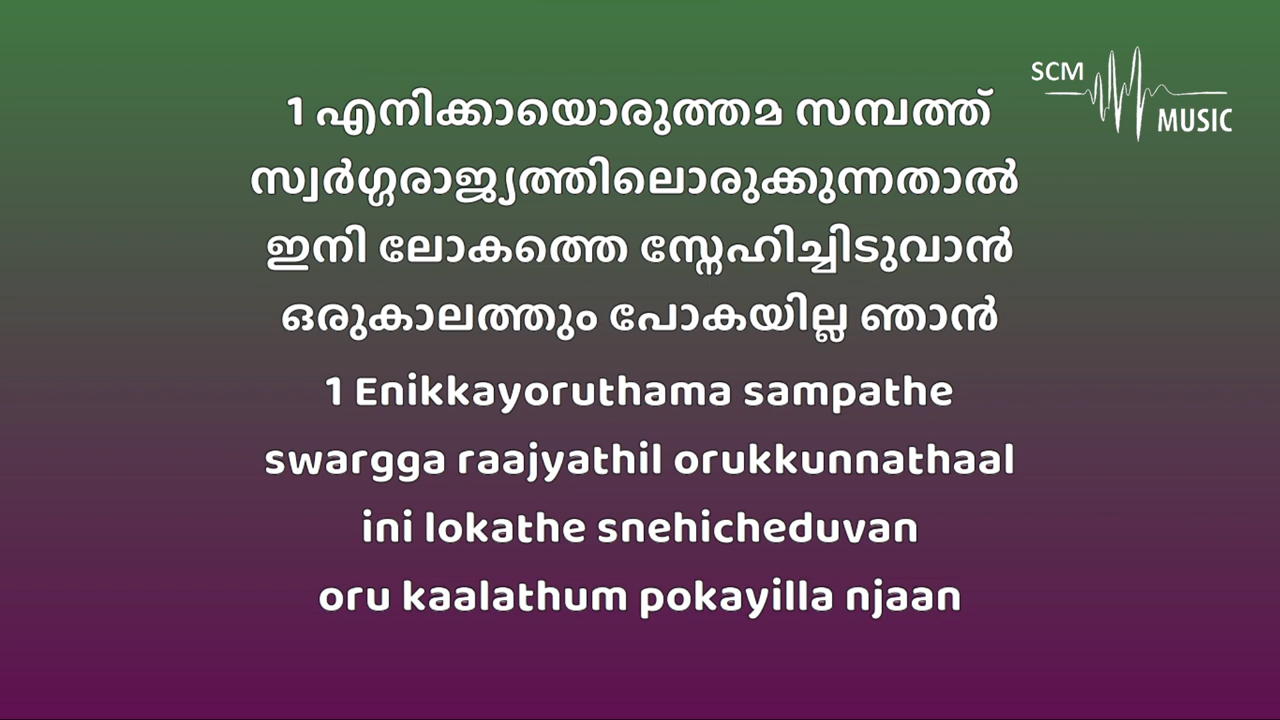 SCM
MUSIC
1 എനിക്കായൊരുത്തമ സമ്പത്ത്
സ്വർഗ്ഗരാജ്യത്തിലൊരുക്കുന്നതാൽ
ഇനി ലോകത്തെ സ്നേഹിച്ചിടുവാൻ
ഒരുകാലത്തും പോകയില്ല ഞാൻ
1 Enikkayoruthama sampathe
swargga raajyathil orukkunnathaal
ini lokathe snehicheduvan
oru kaalathum pokayilla njaan